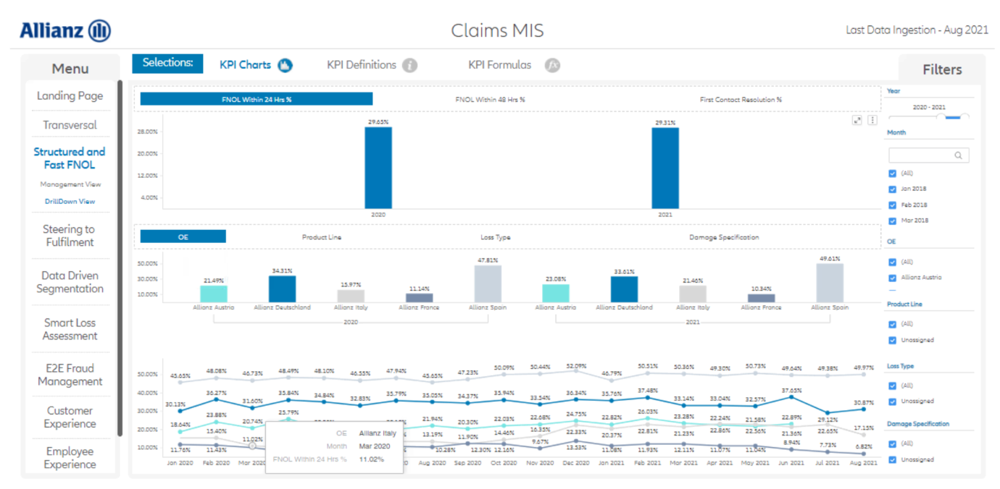 Allianz
Claims MIS
Last Data Ingestion - Aug 2021
Menu
Landing Page
Transversal
Structured and
Fast FNOL
Management View
DrillDown View
Steering to
Fulfilment
Data Driven
Segmentation
Smart Loss
Assessment
E2E Fraud
Management
Customer
Experience
Employee
Experience
Selections:
KPI Charts
KPI Definitions i
KPI Formulas fx
FNOL Within 24 Hrs % FNOL Within 48 Hrs % First Contact Resolution %
28.00%
20.00%
12.00%
4.00%
29.65% 29.31%
2020 2021
OE Product Line Loss Type Damage Specification
50.00%
30.00%
10.00%
21.49% 34.31% 15.97% 11.14% 47.81% 23.08% 33.61% 21.46% 10.34% 49.61%
Allianz Austria Allianz Deutschland Allianz Italy Allianz France Allianz Spain Allianz Austria Allianz Deutschland Allianz Italy Allianz France Allianz Spain
2020 2021
50.00%
40.00%
30.00%
20.00%
10.00%
45.65% 48.08% 46.73% 48.49% 48.10% 46.55% 47.94% 45.65% 47.23% 50.09% 50.44% 52.09% 46.79% 50.51% 50.36% 49.30% 50.73% 49.64% 49.38% 49.97%
30.13% 36.27% 31.60% 35.84% 34.84% 32.83% 35.79% 35.05% 34.37% 35.94% 33.54% 36.34% 35.76% 37.48% 33.14% 33.04% 32.57% 37.65% 29.12% 30.87%
18.64% 23.88% 20.74% 25.79% 21.94% 20.30% 22.03% 22.68% 24.75% 22.82% 26.03% 23.28% 22.24% 21.58% 22.89%
15.40% 11.02% 13.19% 11.90% 14.46% 16.35% 22.33% 20.37% 22.81% 21.23% 22.86% 22.56% 21.36% 22.65% 17.15%
11.76% 11.43% 10.28% 12.30% 12.16% 9.67% 13.53% 11.08% 11.93% 12.11% 11.07% 11.04% 8.94% 7.73% 6.82%
Jan 2020 Feb 2020 Mar 2020 Aug 2020 Sep 2020 Oct 2020 Nov 2020 Dec 2020 Jan 2021 Feb 2021 Mar 2021 Apr 2021 May 2021 Jun 2021 Jul 2021 Aug 2021
OE Allianz Italy
Month Mar 2020
FNOL Within 24 Hrs % 11.02%
Filters
Year
2020 - 2021
Month
(All)
Jan 2018
Feb 2018
Mar 2018
OE
(All)
Allianz Austria
Product Line
(All)
Unassigned
Loss Type
(All)
Unassigned
Damage Specification
(All)
Unassigned